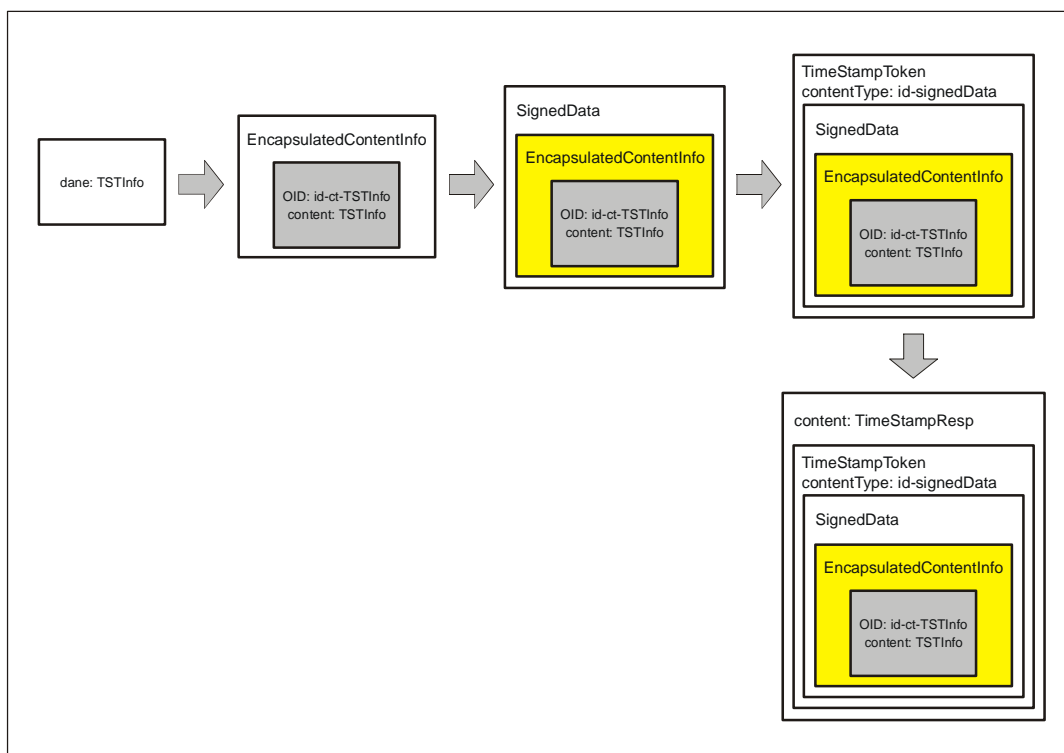 dane: TSTInfo
EncapsulatedContentInfo
OID: id-ct-TSTInfo
content: TSTInfo
SignedData
EncapsulatedContentInfo
OID: id-ct-TSTInfo
content: TSTInfo
TimeStampToken
contentType: id-signedData
SignedData
EncapsulatedContentInfo
OID: id-ct-TSTInfo
content: TSTInfo
content: TimeStampResp
TimeStampToken
contentType: id-signedData
SignedData
EncapsulatedContentInfo
OID: id-ct-TSTInfo
content: TSTInfo